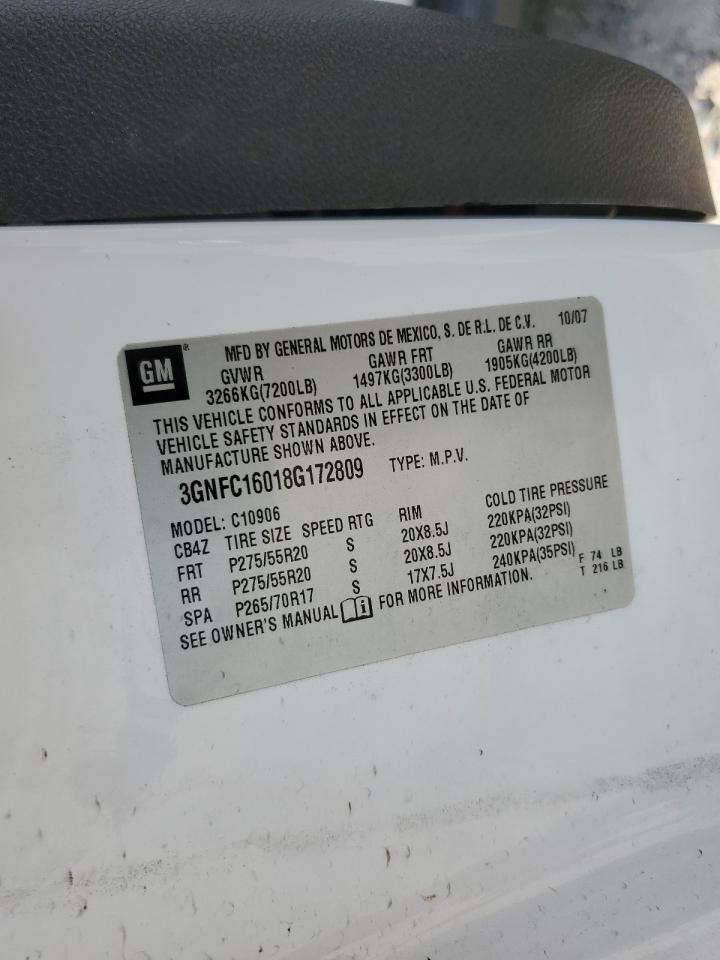 GM® MFD BY GENERAL MOTORS DE MEXICO, S. DE R.L. DE C.V. 10/07
GVWR GAWR FRT GAWR RR
3266KG(7200LB) 1497KG(3300LB) 1905KG(4200LB)
THIS VEHICLE CONFORMS TO ALL APPLICABLE U.S. FEDERAL MOTOR
VEHICLE SAFETY STANDARDS IN EFFECT ON THE DATE OF
MANUFACTURE SHOWN ABOVE.
3GNFC16018G172809 TYPE: M.P.V.
MODEL: C10906
CB4Z TIRE SIZE SPEED RTG RIM COLD TIRE PRESSURE
FRT P275/55R20 S 20X8.5J 220KPA(32PSI)
RR P275/55R20 S 20X8.5J 220KPA(32PSI)
SPA P265/70R17 S 17X7.5J 240KPA(35PSI)
F 74 LB
T 216 LB
SEE OWNER'S MANUAL i FOR MORE INFORMATION.